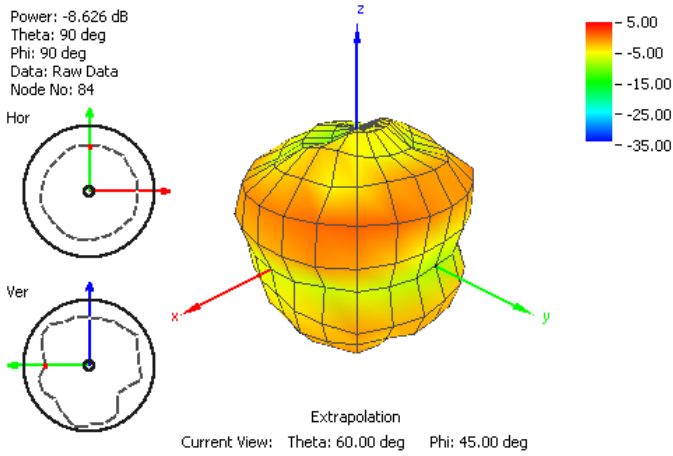 Power: -8.626 dB
Theta: 90 deg
Phi: 90 deg
Data: Raw Data
Node No: 84
Hor
Ver
z
x
y
5.00
-5.00
-15.00
-25.00
-35.00
Extrapolation
Current View: Theta: 60.00 deg Phi: 45.00 deg